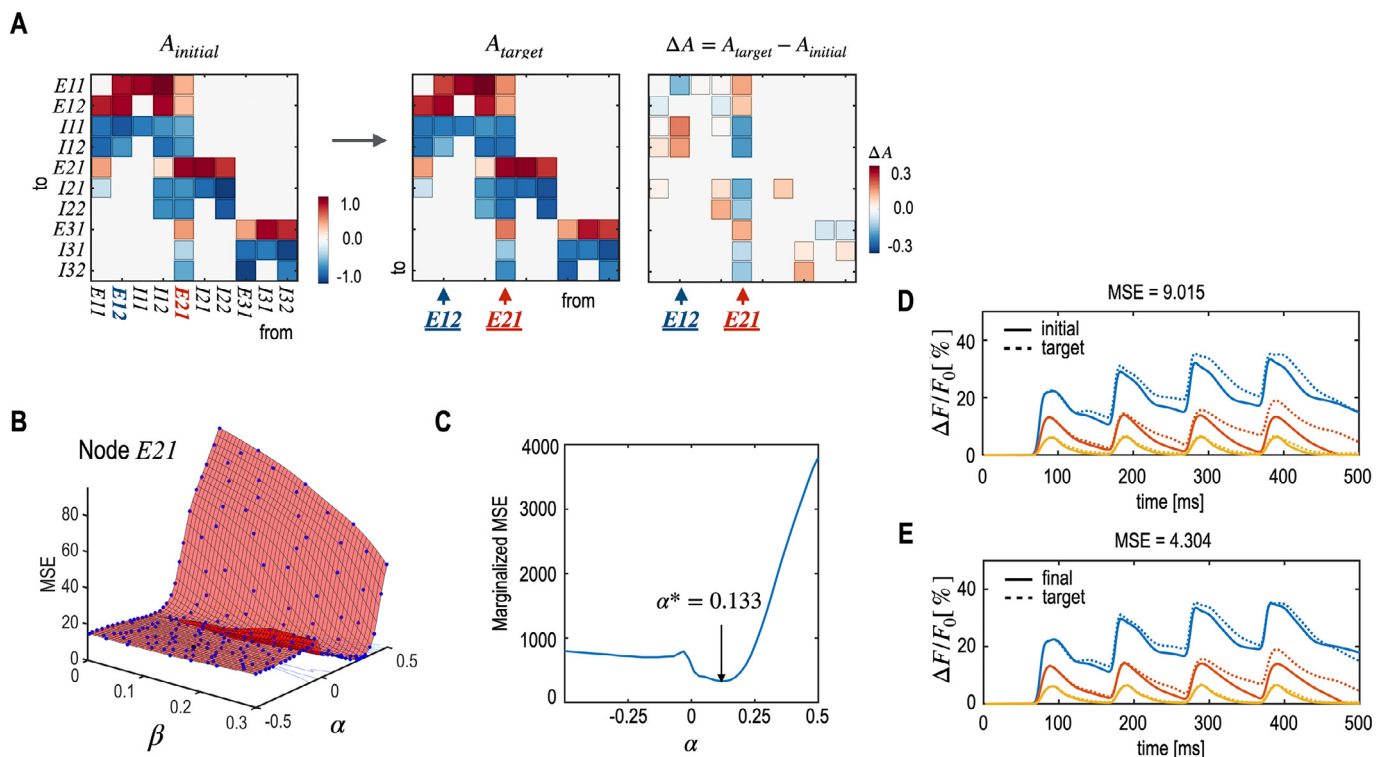 A
A_initial
A_target
ΔA = A_target − A_initial
to
E11
E12
I11
I12
E21
I21
I22
E31
I31
I32
1.0
0.0
-1.0
E11
E12
I11
I12
E21
I21
I22
E31
I31
I32
from
to
from
E12
E21
E12
E21
ΔA
0.3
0.0
-0.3
B
Node E21
MSE
80
60
40
20
0
0
0.1
0.2
0.3
β
-0.5
0
0.5
α
C
Marginalized MSE
4000
3000
2000
1000
0
α* = 0.133
-0.25
0
0.25
0.5
α
D
MSE = 9.015
initial
target
ΔF/F₀[ % ]
40
20
0
0
100
200
300
400
500
time [ms]
E
MSE = 4.304
final
target
ΔF/F₀[ % ]
40
20
0
0
100
200
300
400
500
time [ms]